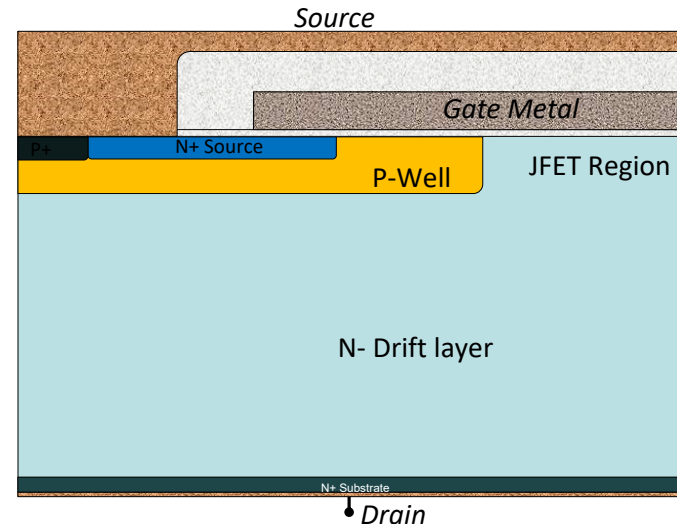 Source
Gate Metal
P+
N+ Source
P-Well
JFET Region
N- Drift layer
N+ Substrate
Drain